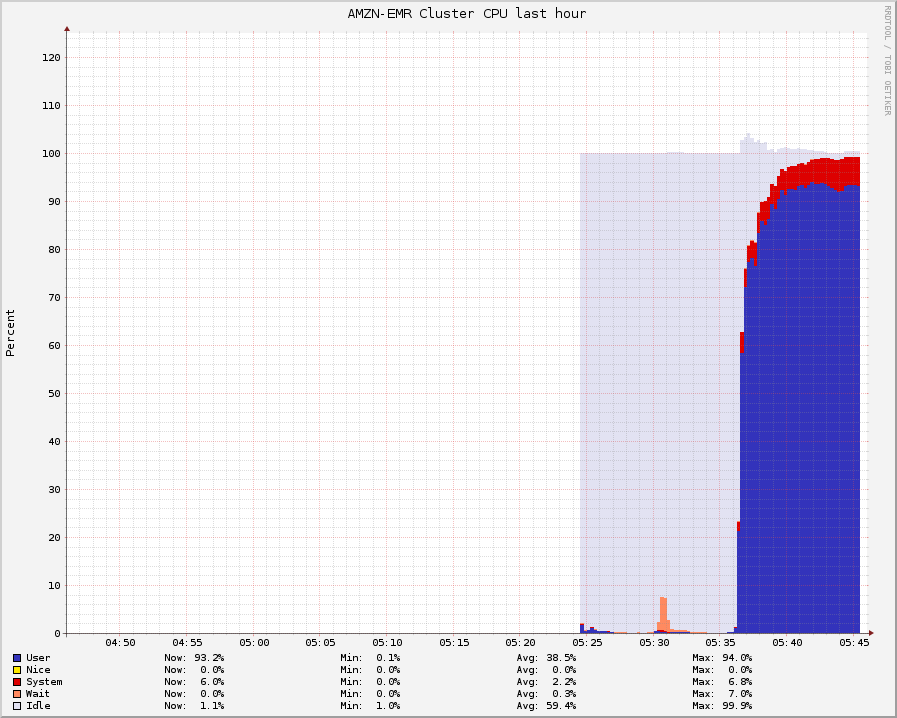 AMZN-EMR Cluster CPU last hour
RRDTOOL / TOBI OETIKER
Percent
120
110
100
90
80
70
60
50
40
30
20
10
0
04:50 04:55 05:00 05:05 05:10 05:15 05:20 05:25 05:30 05:35 05:40 05:45
User Now: 93.2% Min: 0.1% Avg: 38.5% Max: 94.0%
Nice Now: 0.0% Min: 0.0% Avg: 0.0% Max: 0.0%
System Now: 6.0% Min: 0.0% Avg: 2.2% Max: 6.8%
Wait Now: 0.0% Min: 0.0% Avg: 0.3% Max: 7.0%
Idle Now: 1.1% Min: 1.0% Avg: 59.4% Max: 99.9%